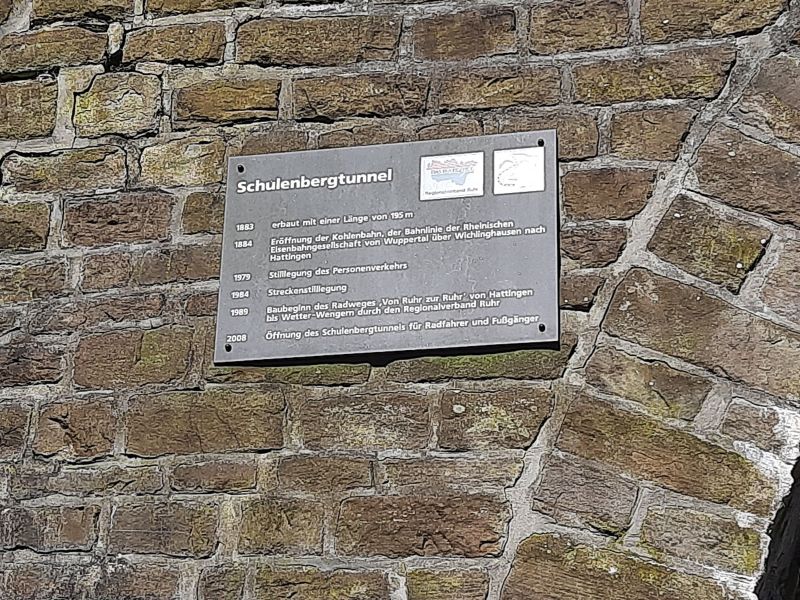 Schulenbergtunnel
Regionalverband Ruhr
1883 erbaut mit einer Länge von 195 m
1884 Eröffnung der Kohlenbahn, der Bahnlinie der Rheinischen
Eisenbahngesellschaft von Wuppertal über Wichlinghausen nach
Hattingen
1979 Stilllegung des Personenverkehrs
1984 Streckenstilllegung
1989 Baubeginn des Radweges ‚Von Ruhr zur Ruhr' von Hattingen
bis Wetter-Wengern durch den Regionalverband Ruhr
2008 Öffnung des Schulenbergtunnels für Radfahrer und Fußgänger